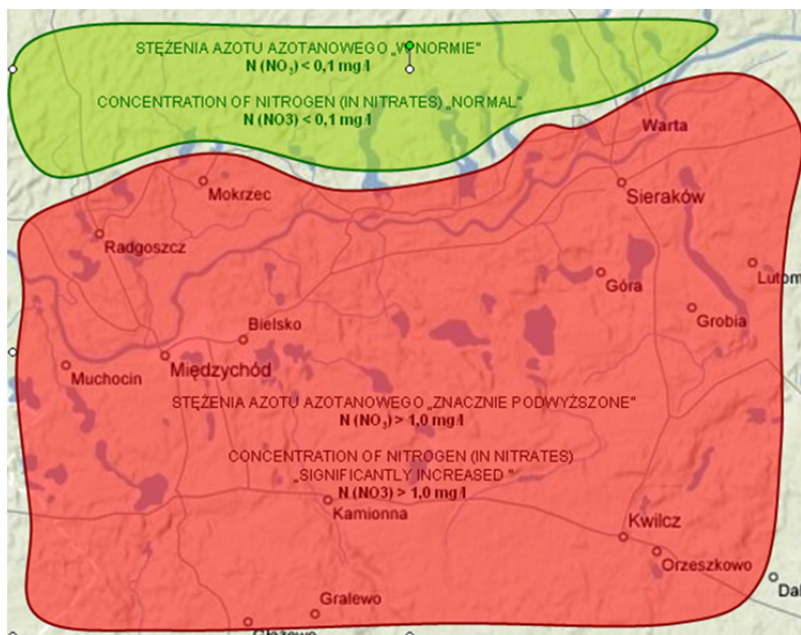 STĘŻENIA AZOTU AZOTANOWEGO „W NORMIE”
N (NO₃) < 0,1 mg/l
CONCENTRATION OF NITROGEN (IN NITRATES) „NORMAL”
N (NO3) < 0,1 mg/l
Warta
Mokrzec
Sieraków
Radgoszcz
Góra
Grobia
Bielsko
Międzychód
Muchocin
STĘŻENIA AZOTU AZOTANOWEGO „ZNACZNIE PODWYŻSZONE”
N (NO₃) > 1,0 mg/l
CONCENTRATION OF NITROGEN (IN NITRATES)
„SIGNIFICANTLY INCREASED ”
N (NO3) > 1,0 mg/l
Kamionna
Kwilcz
Orzeszkowo
Gralewo